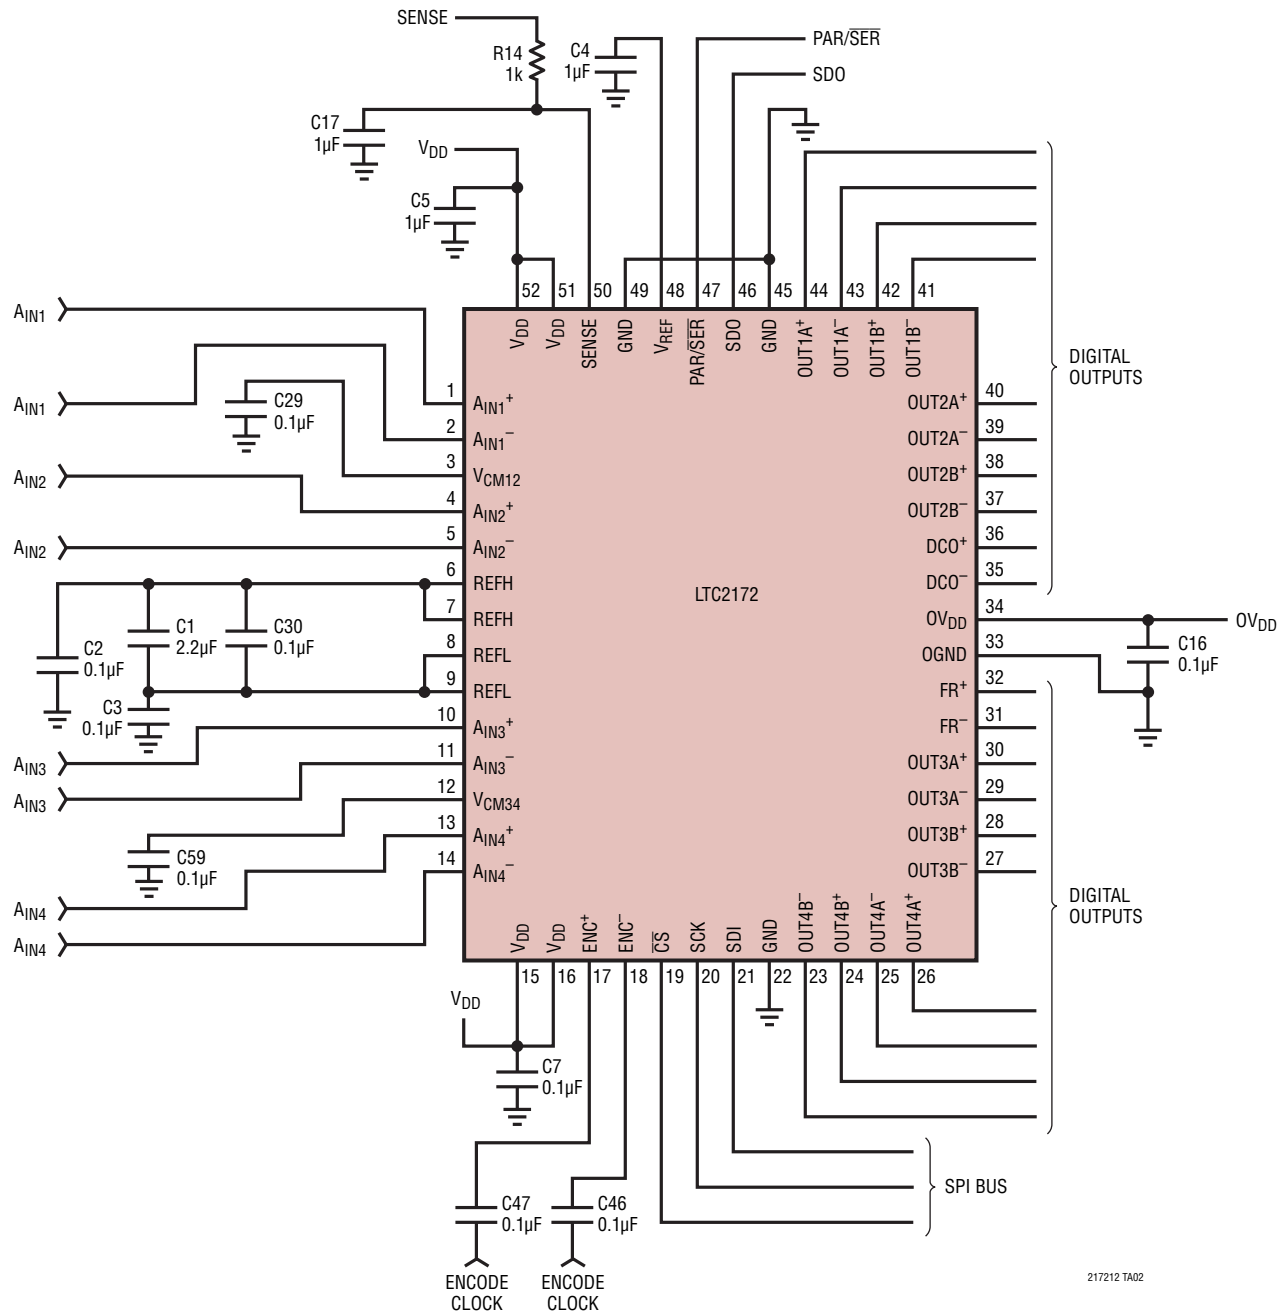 SENSE
R14
1k
C4
1µF
PAR/SER
SDO
C17
1µF
VDD
C5
1µF
52
51
50
49
48
47
46
45
44
43
42
41
VDD
VDD
SENSE
GND
VREF
PAR/SER
SDO
GND
OUT1A+
OUT1A−
OUT1B+
OUT1B−
DIGITAL
OUTPUTS
AIN1
AIN1
C29
0.1µF
AIN2
AIN2
1
AIN1+
2
AIN1−
3
VCM12
4
AIN2+
5
AIN2−
6
REFH
7
REFH
8
REFL
9
REFL
10
AIN3+
11
AIN3−
12
VCM34
13
AIN4+
14
AIN4−
C2
0.1µF
C1
2.2µF
C30
0.1µF
C3
0.1µF
AIN3
AIN3
C59
0.1µF
AIN4
AIN4
LTC2172
OUT2A+
40
OUT2A−
39
OUT2B+
38
OUT2B−
37
DCO+
36
DCO−
35
OVDD
34
OGND
33
FR+
32
FR−
31
OUT3A+
30
OUT3A−
29
OUT3B+
28
OUT3B−
27
OVDD
C16
0.1µF
DIGITAL
OUTPUTS
VDD
VDD
ENC+
ENC−
CS
SCK
SDI
GND
OUT4B−
OUT4B+
OUT4A−
OUT4A+
15
16
17
18
19
20
21
22
23
24
25
26
VDD
C7
0.1µF
C47
0.1µF
C46
0.1µF
SPI BUS
ENCODE
CLOCK
ENCODE
CLOCK
217212 TA02